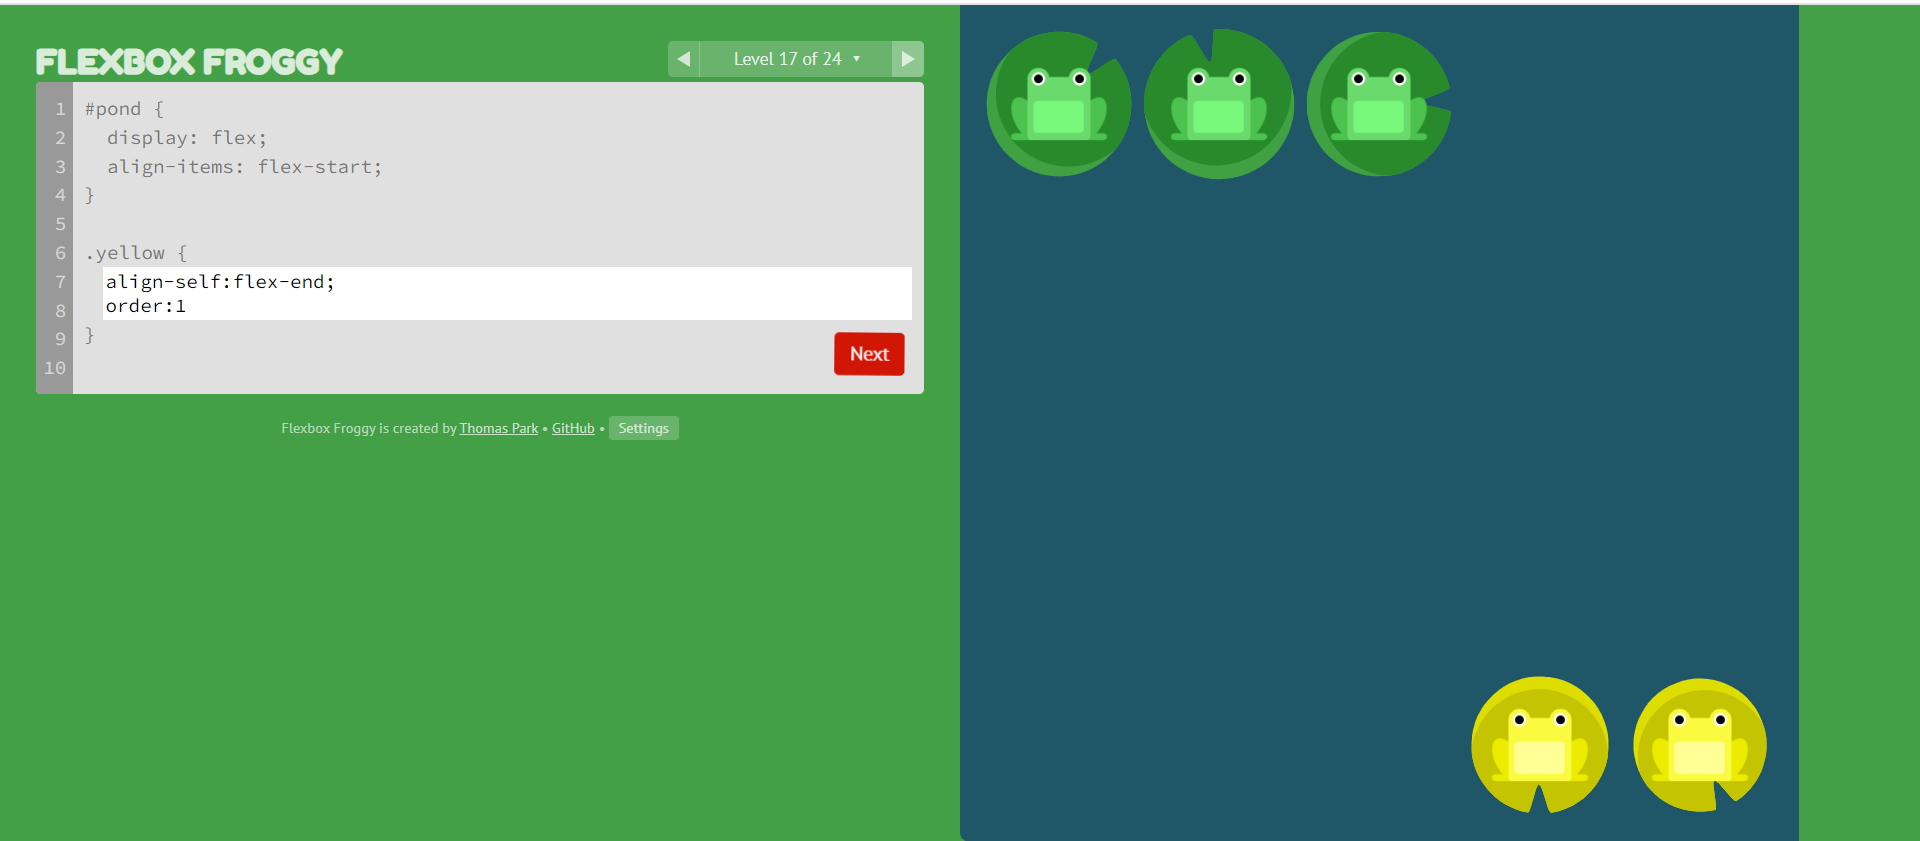 FLEXBOX FROGGY
◀ Level 17 of 24 ▼ ▶
1 #pond {
2   display: flex;
3   align-items: flex-start;
4 }
5
6 .yellow {
7   align-self:flex-end;
8   order:1
9 }
10
Next
Flexbox Froggy is created by Thomas Park • GitHub • Settings